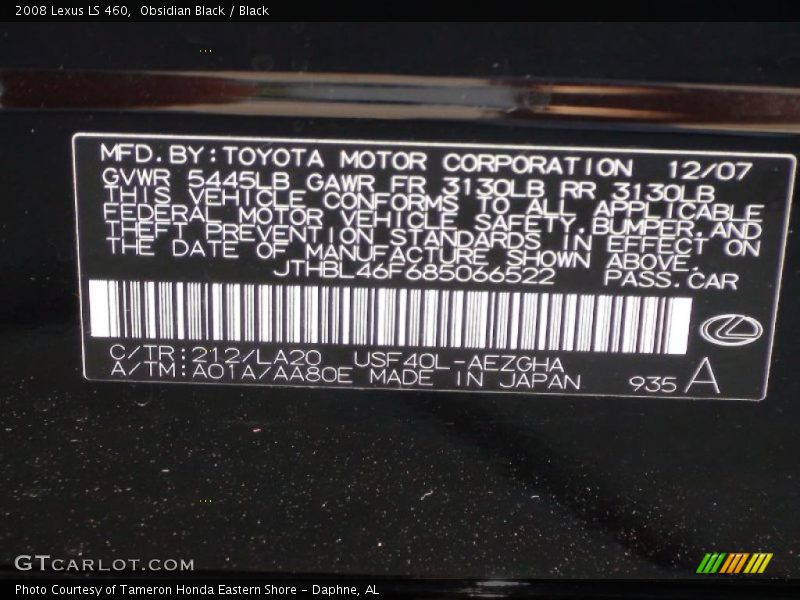 2008 Lexus LS 460,  Obsidian Black / Black
MFD.BY:TOYOTA MOTOR CORPORATION 12/07
GVWR 5445LB GAWR FR 3130LB RR 3130LB
THIS VEHICLE CONFORMS TO ALL APPLICABLE
FEDERAL MOTOR VEHICLE SAFETY,BUMPER,AND
THEFT PREVENTION STANDARDS IN EFFECT ON
THE DATE OF MANUFACTURE SHOWN ABOVE.
JTHBL46F685066522 PASS.CAR
C/TR:212/LA20 USF40L-AEZGHA
A/TM:A01A/AA80E MADE IN JAPAN 935 A
GTCARLOT.COM
Photo Courtesy of Tameron Honda Eastern Shore – Daphne, AL